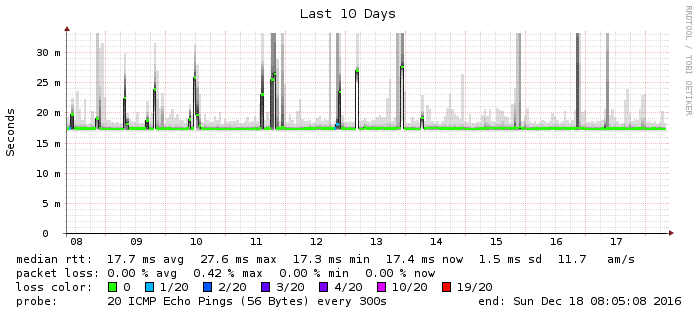 Last 10 Days
RRDTOOL / TOBI OETIKER
Seconds
30 m
25 m
20 m
15 m
10 m
5 m
0
08 09 10 11 12 13 14 15 16 17
median rtt: 17.7 ms avg 27.6 ms max 17.3 ms min 17.4 ms now 1.5 ms sd 11.7 am/s
packet loss: 0.00 % avg 0.42 % max 0.00 % min 0.00 % now
loss color: 0 1/20 2/20 3/20 4/20 10/20 19/20
probe: 20 ICMP Echo Pings (56 Bytes) every 300s end: Sun Dec 18 08:05:08 2016